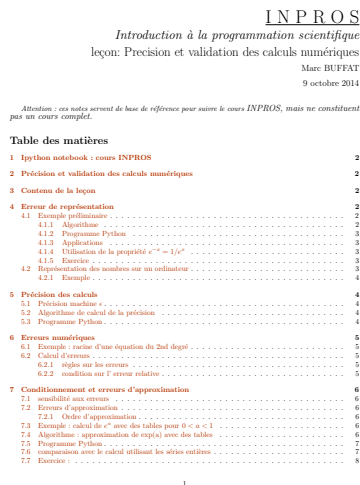 I N P R O S
Introduction à la programmation scientifique
leçon: Precision et validation des calculs numériques
Marc BUFFAT
9 octobre 2014
Attention : ces notes servent de base de référence pour suivre le cours INPROS, mais ne constituent
pas un cours complet.
Table des matières
1 Ipython notebook : cours INPROS 2
2 Précision et validation des calculs numériques 2
3 Contenu de la leçon 2
4 Erreur de représentation 2
4.1 Exemple préliminaire 2
4.1.1 Algorithme 2
4.1.2 Programme Python 3
4.1.3 Applications 3
4.1.4 Utilisation de la propriété e^{-x} = 1/e^x 3
4.1.5 Exercice 3
4.2 Représentation des nombres sur un ordinateur 3
4.2.1 Exemple 4
5 Précision des calculs 4
5.1 Précision machine ϵ 4
5.2 Algorithme de calcul de la précision 4
5.3 Programme Python 4
6 Erreurs numériques 5
6.1 Exemple : racine d'une équation du 2nd degré 5
6.2 Calcul d'erreurs 5
6.2.1 règles sur les erreurs 5
6.2.2 condition sur l' erreur relative 5
7 Conditionnement et erreurs d'approximation 6
7.1 sensibilité aux erreurs 6
7.2 Erreurs d'approximation 6
7.2.1 Ordre d'approximation 6
7.3 Exemple : calcul de e^a avec des tables pour 0 < a < 1 6
7.4 Algorithme : approximation de exp(a) avec des tables 6
7.5 Programme Python 7
7.6 comparaison avec le calcul utilisant les séries entières 7
7.7 Exercice : 8
1